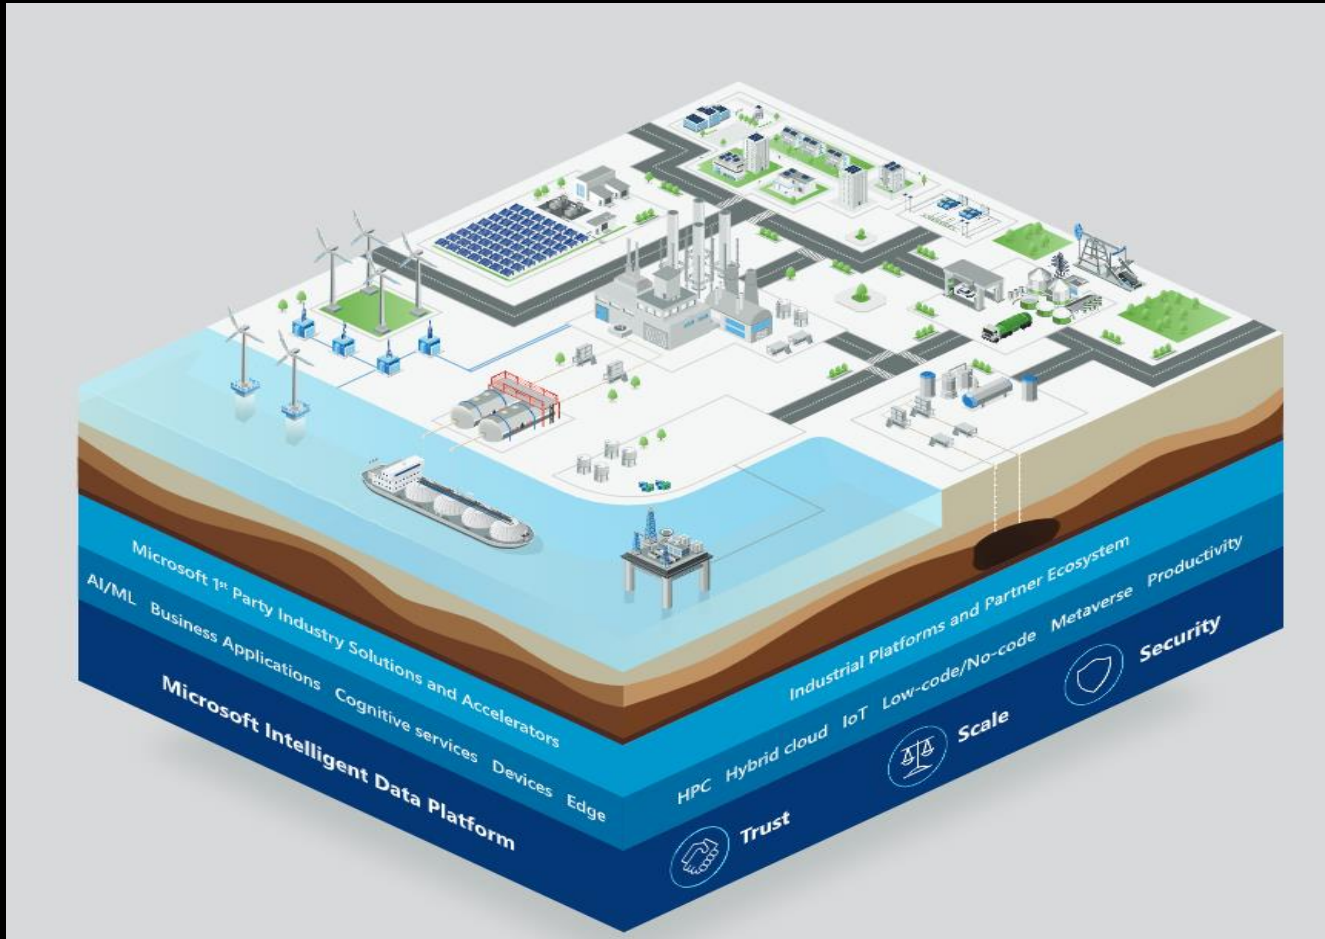 Microsoft 1st Party Industry Solutions and Accelerators
AI/ML Business Applications Cognitive services Devices Edge
Microsoft Intelligent Data Platform
Industrial Platforms and Partner Ecosystem
HPC Hybrid cloud IoT Low-code/No-code Metaverse Productivity
Trust Scale Security